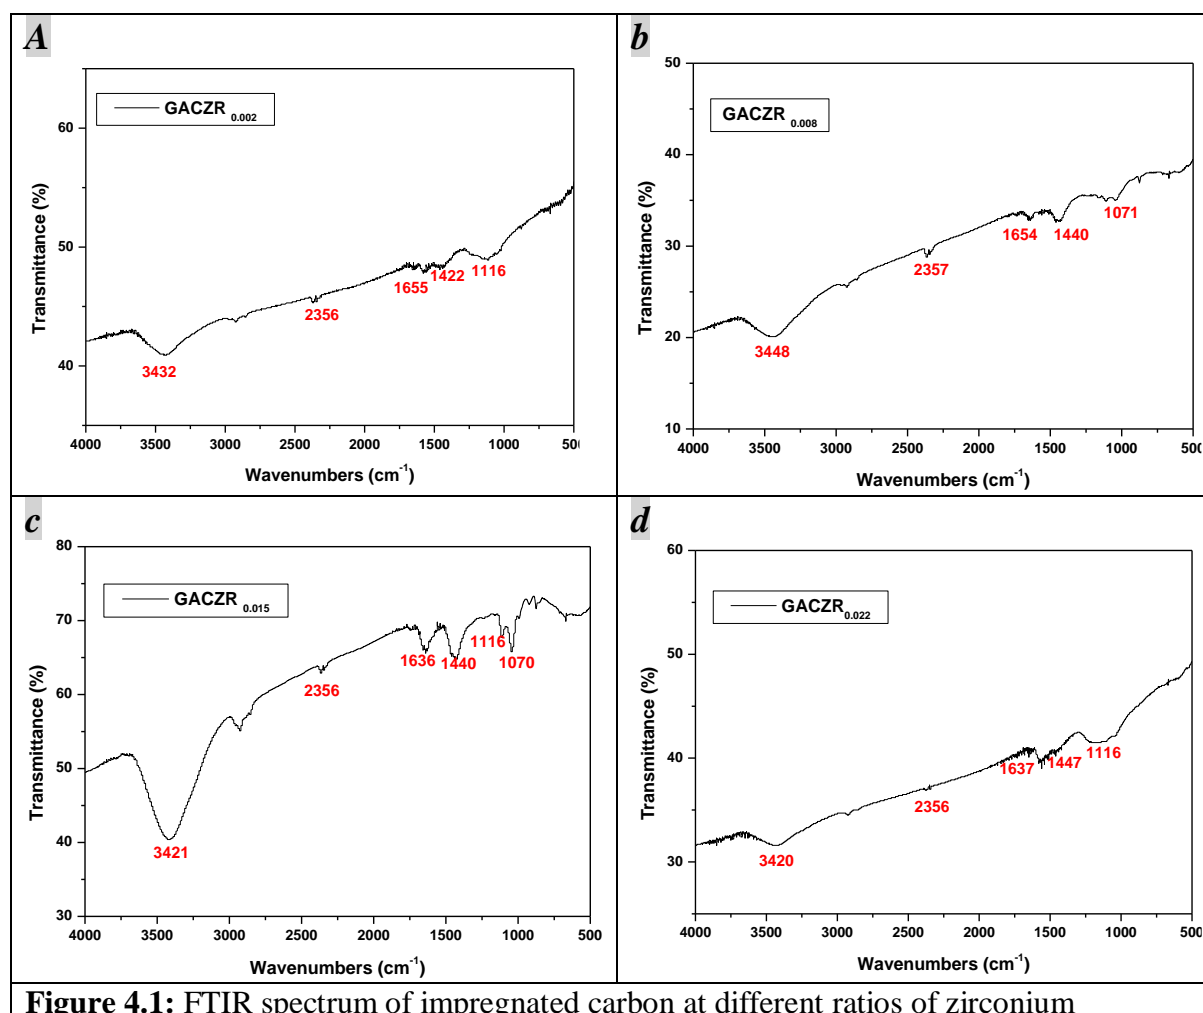 A
GACZR 0.002
60
50
40
Transmittance (%)
3432
2356
1655
1422
1116
4000 3500 3000 2500 2000 1500 1000 500
Wavenumbers (cm-1)
b
GACZR 0.008
50
40
30
20
10
Transmittance (%)
3448
2357
1654
1440
1071
4000 3500 3000 2500 2000 1500 1000 500
Wavenumbers (cm-1)
c
GACZR 0.015
80
70
60
50
40
30
Transmittance (%)
3421
2356
1636
1440
1116
1070
4000 3500 3000 2500 2000 1500 1000 500
Wavenumbers (cm-1)
d
GACZR0.022
60
50
40
30
Transmittance (%)
3420
2356
1637
1447
1116
4000 3500 3000 2500 2000 1500 1000 500
Wavenumbers (cm-1)
Figure 4.1: FTIR spectrum of impregnated carbon at different ratios of zirconium